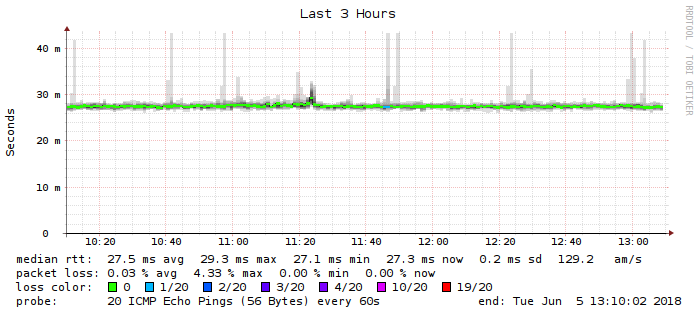 Last 3 Hours
RRDTOOL / TOBI OETIKER
Seconds
40 m
30 m
20 m
10 m
0
10:20 10:40 11:00 11:20 11:40 12:00 12:20 12:40 13:00
median rtt: 27.5 ms avg 29.3 ms max 27.1 ms min 27.3 ms now 0.2 ms sd 129.2 am/s
packet loss: 0.03 % avg 4.33 % max 0.00 % min 0.00 % now
loss color: 0 1/20 2/20 3/20 4/20 10/20 19/20
probe: 20 ICMP Echo Pings (56 Bytes) every 60s end: Tue Jun 5 13:10:02 2018